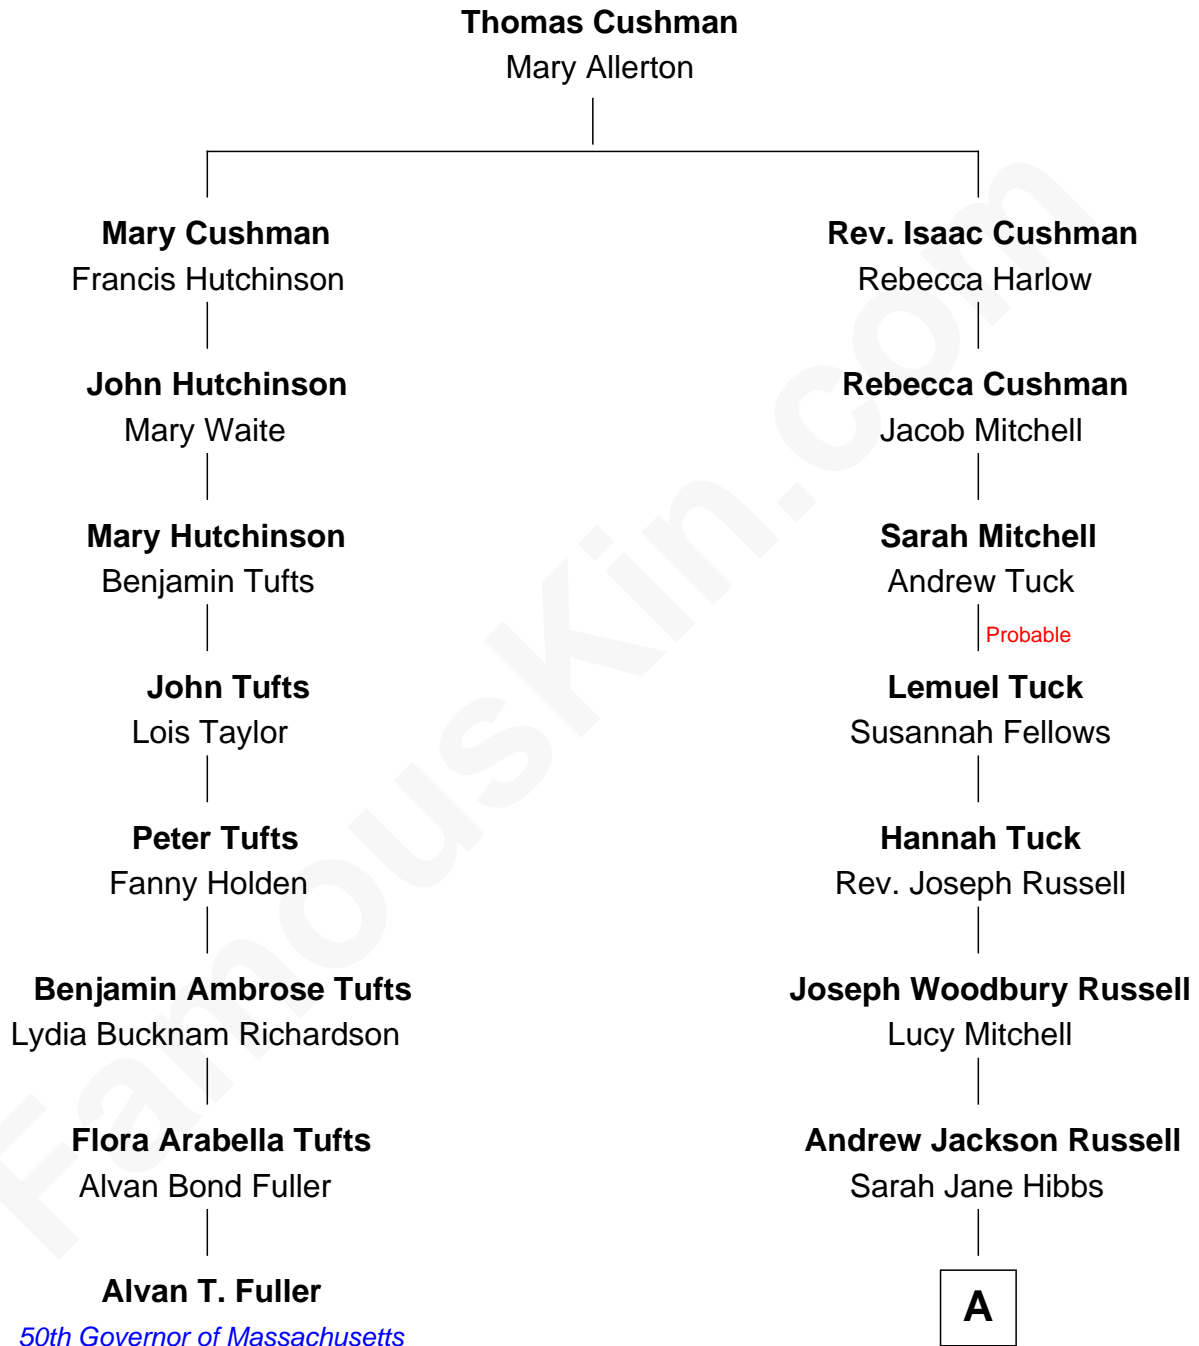 Thomas Cushman
Mary Allerton
Mary Cushman
Francis Hutchinson
Rev. Isaac Cushman
Rebecca Harlow
John Hutchinson
Mary Waite
Rebecca Cushman
Jacob Mitchell
Mary Hutchinson
Benjamin Tufts
Sarah Mitchell
Andrew Tuck
Probable
John Tufts
Lois Taylor
Lemuel Tuck
Susannah Fellows
Peter Tufts
Fanny Holden
Hannah Tuck
Rev. Joseph Russell
Benjamin Ambrose Tufts
Lydia Bucknam Richardson
Joseph Woodbury Russell
Lucy Mitchell
Flora Arabella Tufts
Alvan Bond Fuller
Andrew Jackson Russell
Sarah Jane Hibbs
Alvan T. Fuller
50th Governor of Massachusetts
A
FamousKin.com